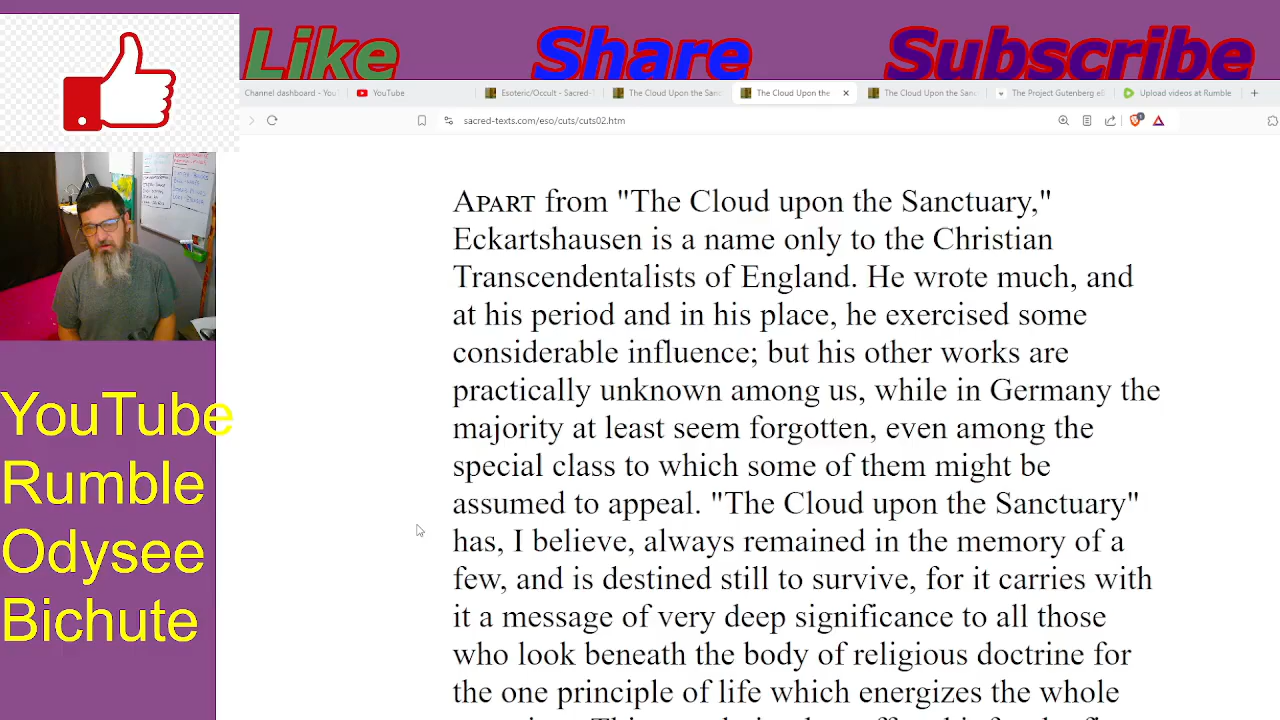 Like
Share
Subscribe
Channel dashboard - You
YouTube
Esoteric/Occult - Sacred-T
The Cloud Upon the Sanc
The Cloud Upon the
The Cloud Upon the Sanc
The Project Gutenberg eB
Upload videos at Rumble
sacred-texts.com/eso/cuts/cuts02.htm
APART from "The Cloud upon the Sanctuary,"
Eckartshausen is a name only to the Christian
Transcendentalists of England. He wrote much, and
at his period and in his place, he exercised some
considerable influence; but his other works are
practically unknown among us, while in Germany the
majority at least seem forgotten, even among the
special class to which some of them might be
assumed to appeal. "The Cloud upon the Sanctuary"
has, I believe, always remained in the memory of a
few, and is destined still to survive, for it carries with
it a message of very deep significance to all those
who look beneath the body of religious doctrine for
the one principle of life which energizes the whole
YouTube
Rumble
Odysee
Bichute